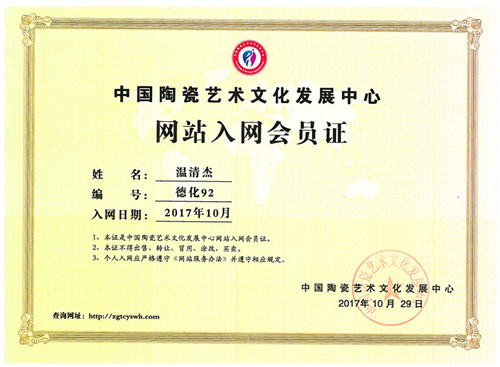 中国陶瓷艺术文化发展中心
网站入网会员证
姓 名： 温清杰
编 号： 德化92
入网日期： 2017年10月
1、本证是中国陶瓷艺术文化发展中心网站入网会员证。
2、本证不得出售、转让、冒用、涂改、买卖。
3、个人入网应严格遵守《网站服务办法》并遵守相应规定。
中国陶瓷艺术文化发展中心
2017年 10 月 29日
查询网址：http://zgtcyswh.com